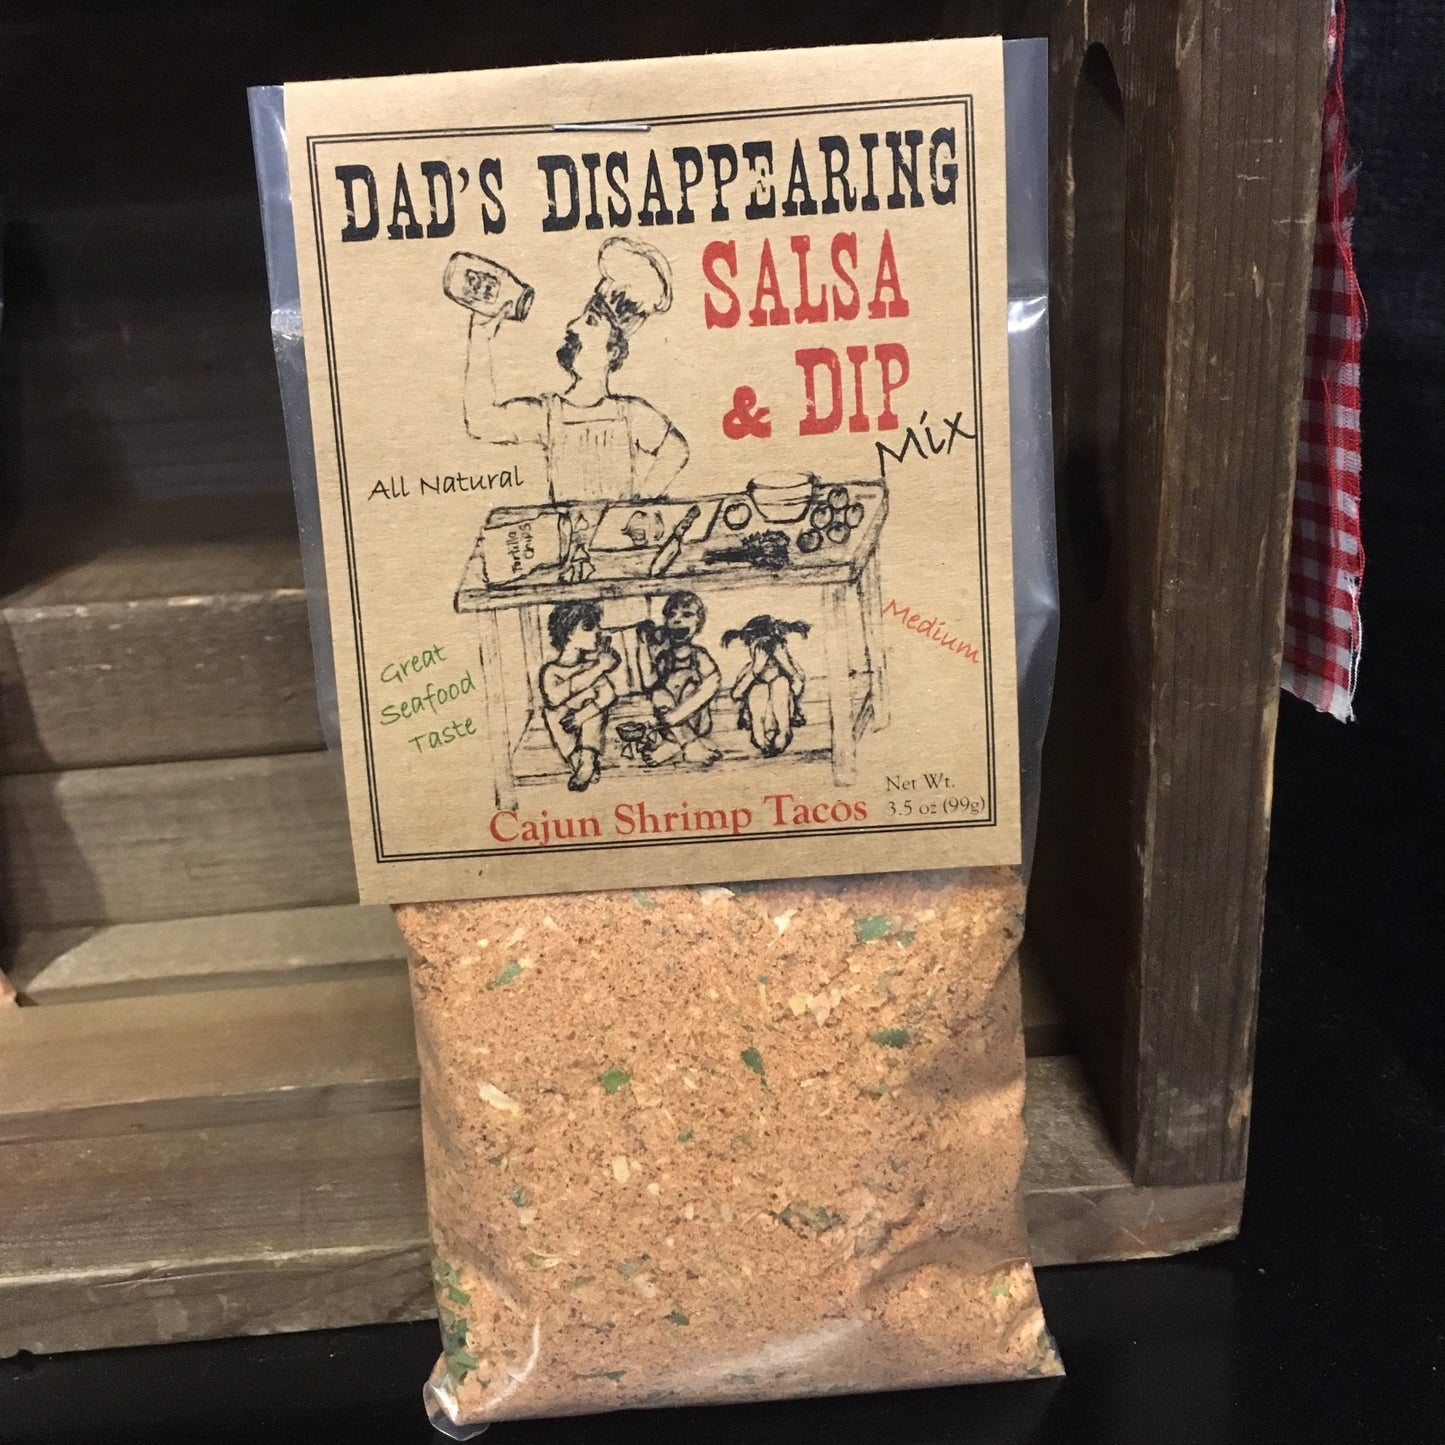 DAD'S DISAPPEARING
SALSA
& DIP
Mix
All Natural
Tortilla
Chips
Great
Seafood
Taste
Medium
Cajun Shrimp Tacos
Net Wt.
3.5 oz (99g)